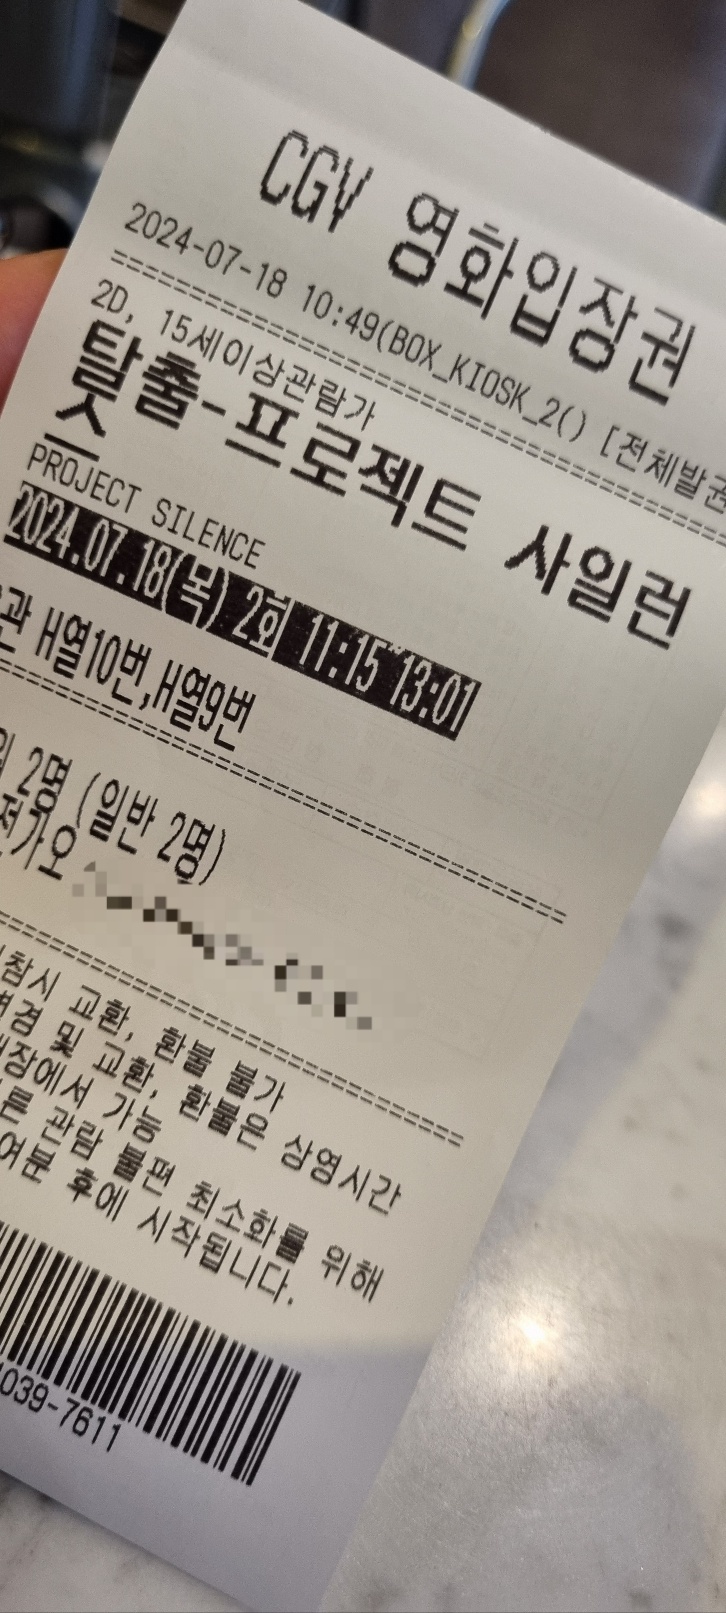 CGV 영화입장권
2024-07-18 10:49(BOX_KIOSK_2() [전체발권
2D, 15세이상관람가
탈출-프로젝트 사일런
스
PROJECT SILENCE
2024.07.18(목) 2회 11:15~13:01
관 H열10번,H열9번
2명 (일반 2명)
가오
참시 교환, 환불 불가
변경 및 교환, 환불은 상영시간
장에서 가능
관람 불편 최소화를 위해
여분 후에 시작됩니다.
039-7611